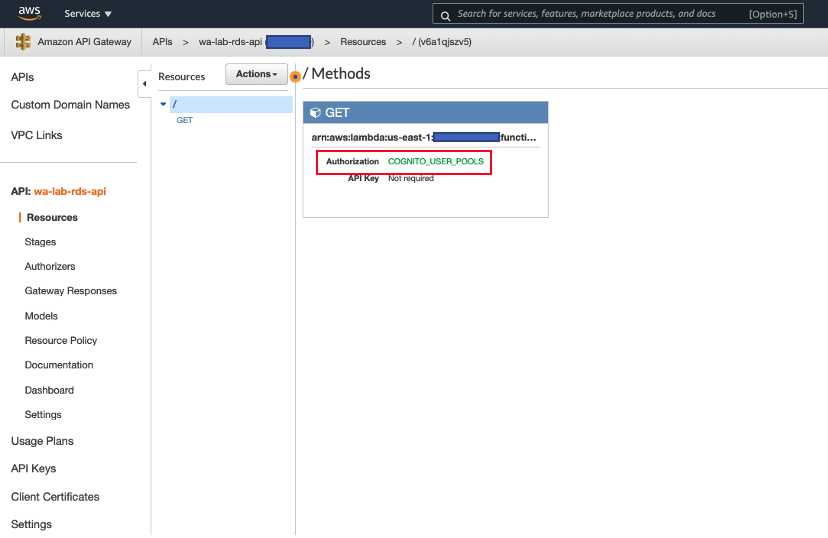 aws Services ▼ Search for services, features, marketplace products, and docs [Option+S]
Amazon API Gateway APIs > wa-lab-rds-api ( ) > Resources > / (v6a1qjszv5)
APIs
Custom Domain Names
VPC Links
API: wa-lab-rds-api
Resources
Stages
Authorizers
Gateway Responses
Models
Resource Policy
Documentation
Dashboard
Settings
Usage Plans
API Keys
Client Certificates
Settings
Resources Actions
/
GET
/ Methods
GET
arn:aws:lambda:us-east-1: functi...
Authorization COGNITO_USER_POOLS
API Key Not required